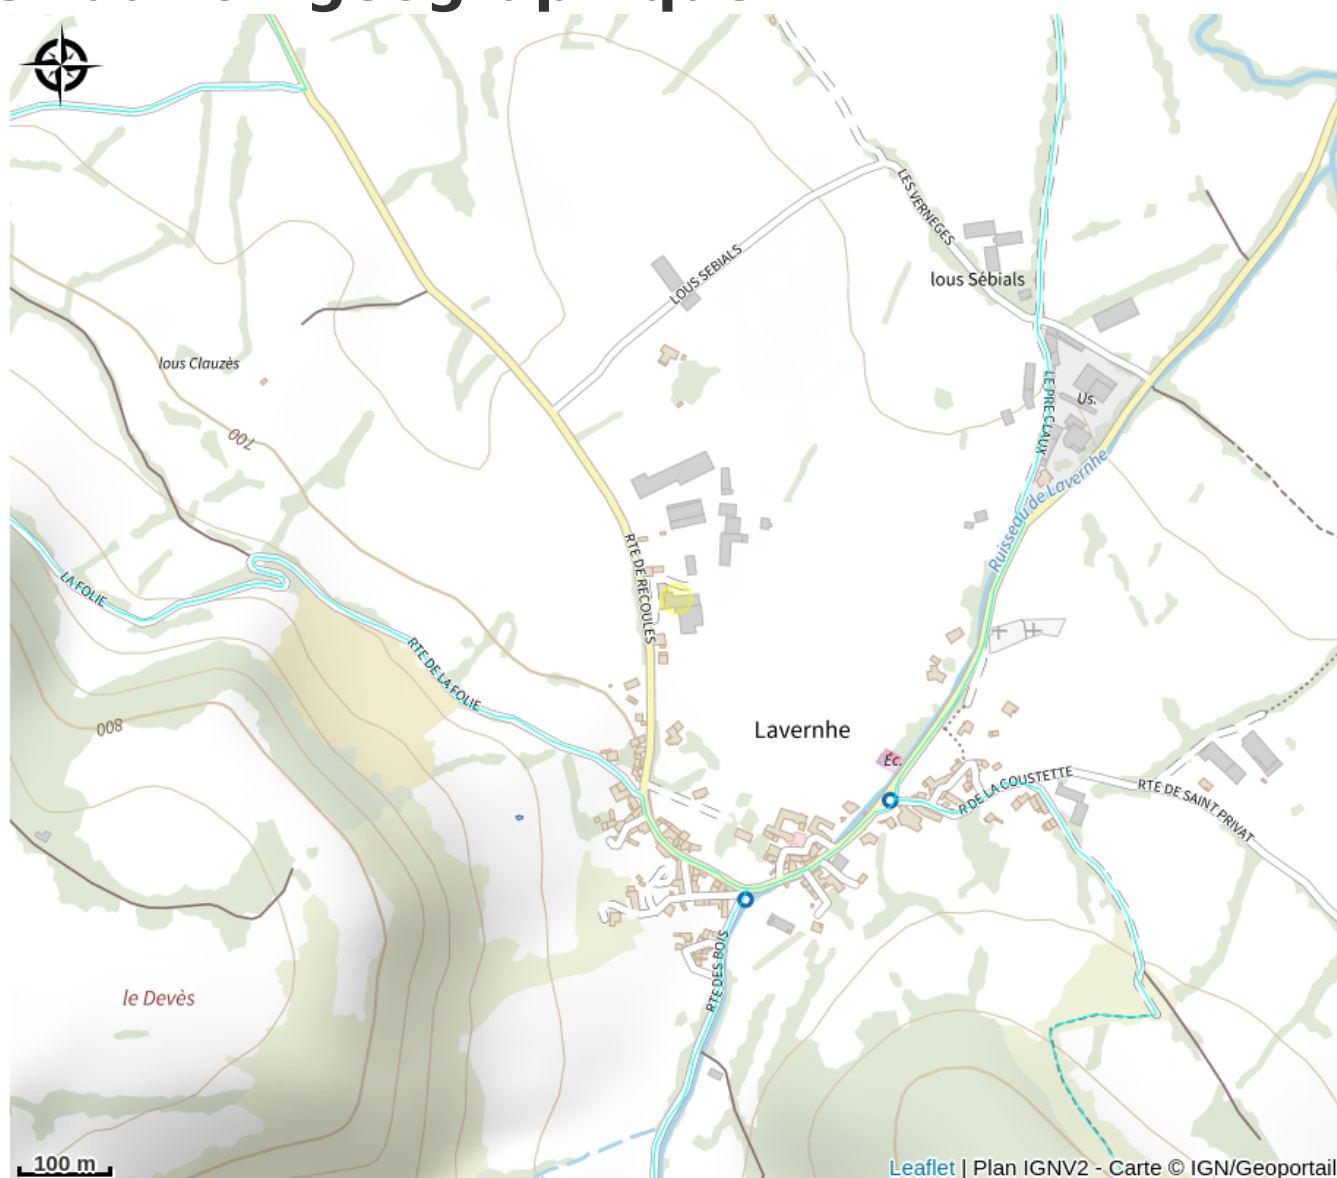 LES VERNEGES
LOUS SEBIALS
lous Sébials
lous Clauzès
LE PRE CLAUX
Us.
700
Ruisseau de Lavernhe
RTE DE RECOULES
LA FOLIE
RTE DE LA FOLIE
800
Lavernhe
Éc.
R DE LA COUSTETTE
RTE DE SAINT PRIVAT
RTE DES BOIS
le Devès
100 m
Leaflet | Plan IGNV2 - Carte © IGN/Geoportail